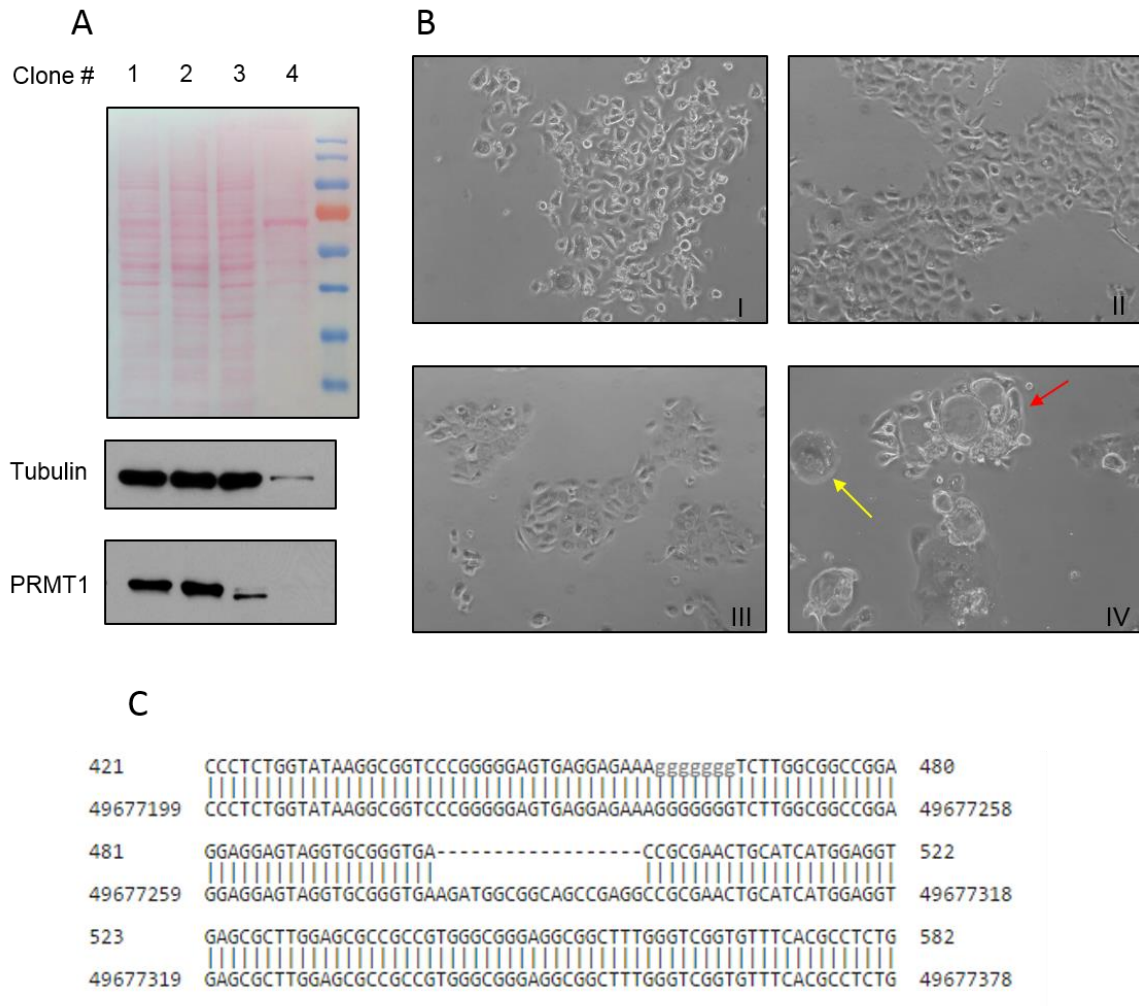 A
B
Clone # 1 2 3 4
Tubulin
PRMT1
I
II
III
IV
C
421 CCCTCTGGTATAAGGCGGTCCCGGGGGAGTGAGGAGAAAgggggggTCTTGGCGGCCGGA 480
49677199 CCCTCTGGTATAAGGCGGTCCCGGGGGAGTGAGGAGAAAGGGGGGGTCTTGGCGGCCGGA 49677258
481 GGAGGAGTAGGTGCGGGTGA------------------CCGCGAACTGCATCATGGAGGT 522
49677259 GGAGGAGTAGGTGCGGGTGAAGATGGCGGCAGCCGAGGCCGCGAACTGCATCATGGAGGT 49677318
523 GAGCGCTTGGAGCGCCGCCGTGGGCGGGAGGCGGCTTTGGGTCGGTGTTTCACGCCTCTG 582
49677319 GAGCGCTTGGAGCGCCGCCGTGGGCGGGAGGCGGCTTTGGGTCGGTGTTTCACGCCTCTG 49677378